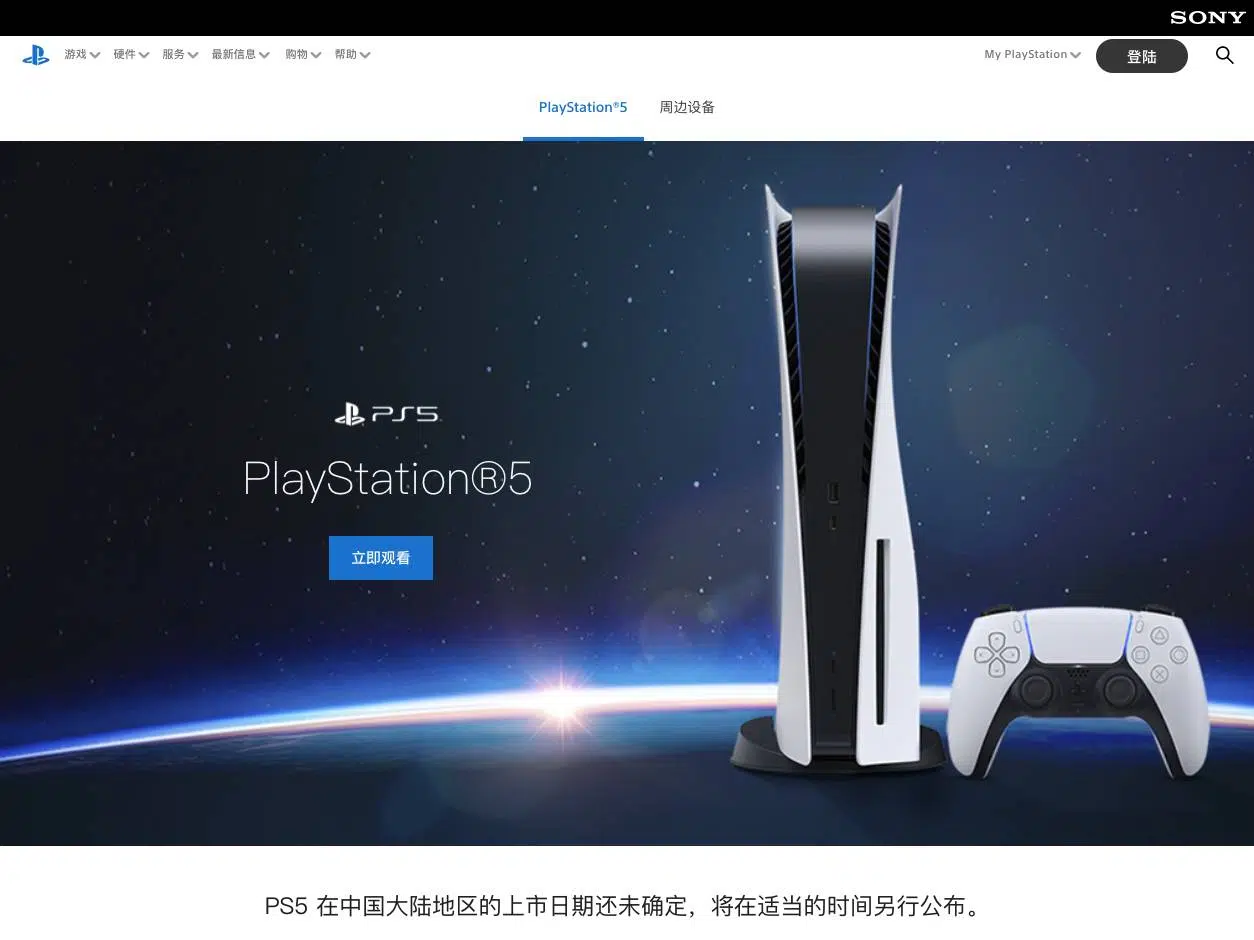 SONY
游戏 硬件 服务 最新信息 购物 帮助 My PlayStation 登陆
PlayStation®5 周边设备
PS5
PlayStation®5
立即观看
PS5 在中国大陆地区的上市日期还未确定，将在适当的时间另行公布。